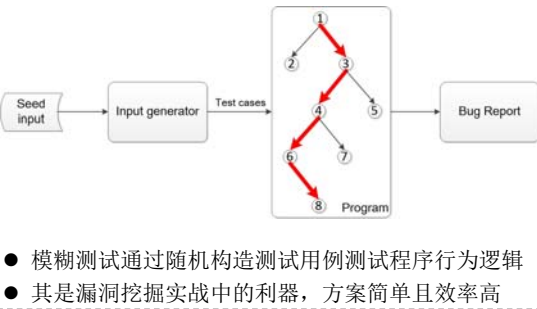 1
2
3
Seed input
Input generator
Test cases
4
5
Bug Report
6
7
8
Program
● 模糊测试通过随机构造测试用例测试程序行为逻辑
● 其是漏洞挖掘实战中的利器，方案简单且效率高